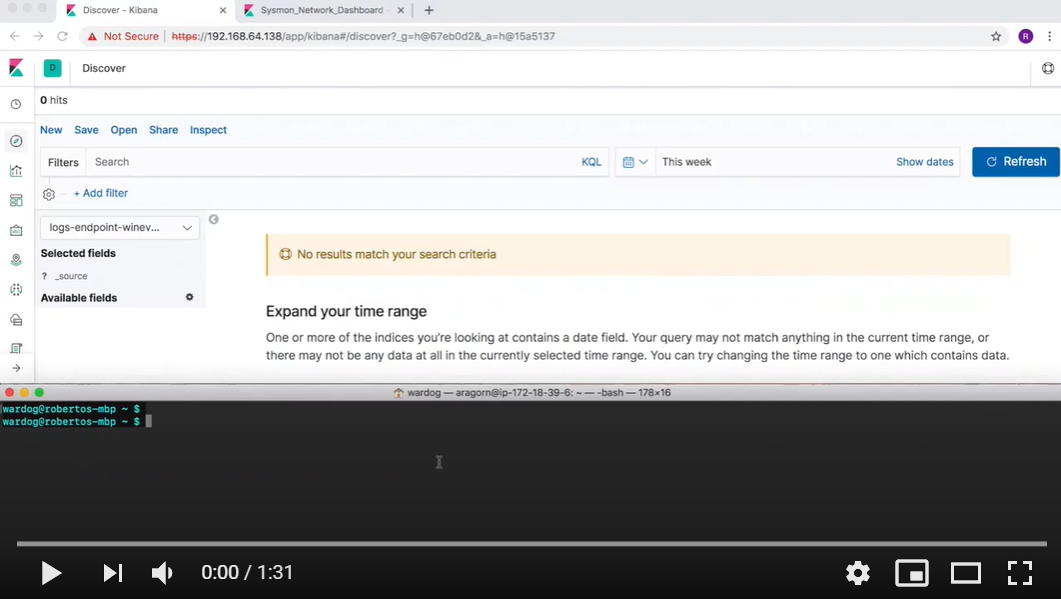 Discover - Kibana
Sysmon_Network_Dashboard
Not Secure | https://192.168.64.138/app/kibana#/discover?_g=h@67eb0d2&_a=h@15a5137
R
D
Discover
0 hits
New Save Open Share Inspect
Filters Search KQL This week Show dates Refresh
+ Add filter
logs-endpoint-winev...
Selected fields
? _source
Available fields
No results match your search criteria
Expand your time range
One or more of the indices you're looking at contains a date field. Your query may not match anything in the current time range, or
there may not be any data at all in the currently selected time range. You can try changing the time range to one which contains data.
wardog — aragorn@ip-172-18-39-6: ~ — -bash — 178×16
wardog@robertos-mbp ~ $
wardog@robertos-mbp ~ $
0:00 / 1:31